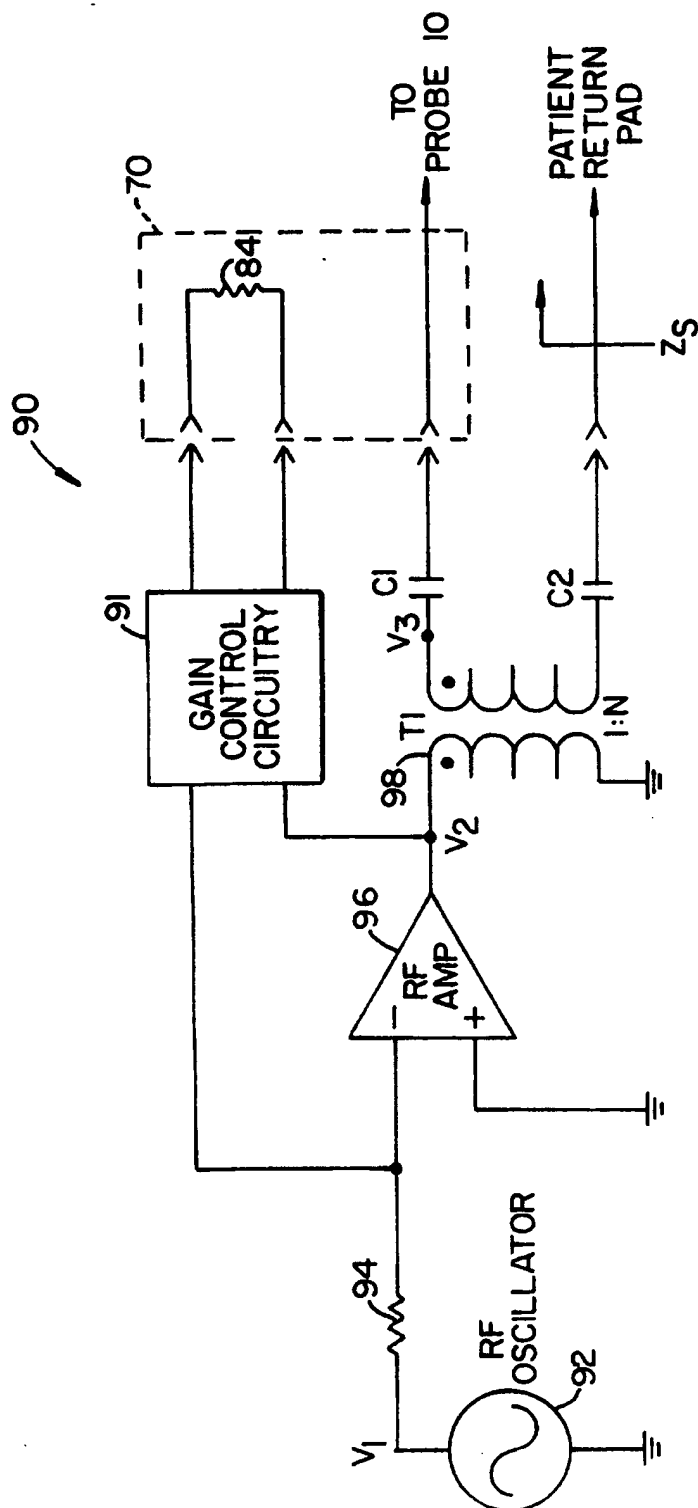 90
70
91
GAIN
CONTROL
CIRCUITRY
84
TO
PROBE 10
C1
V3
T1
98
V2
96
RF
AMP
−
+
94
V1
RF
OSCILLATOR
92
1:N
C2
PATIENT
RETURN
PAD
ZS